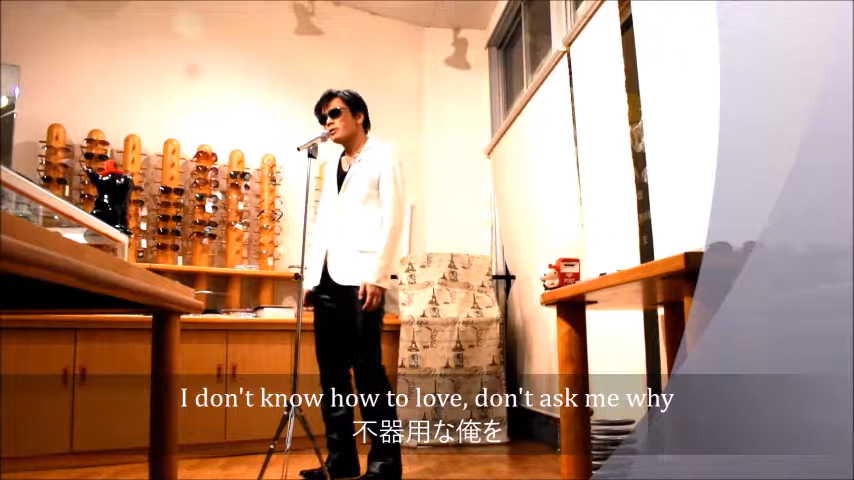 I don't know how to love, don't ask me why
不器用な俺を